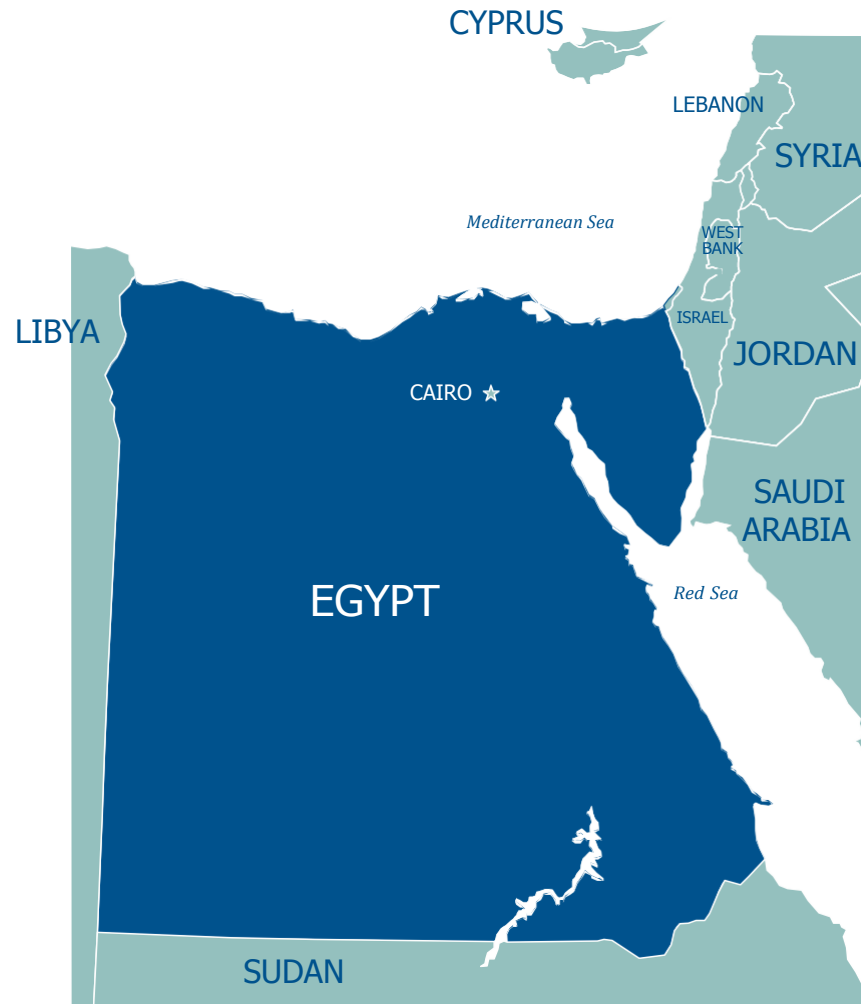 CYPRUS
LEBANON
SYRIA
Mediterranean Sea
WEST
BANK
ISRAEL
LIBYA
JORDAN
CAIRO
SAUDI
ARABIA
EGYPT
Red Sea
SUDAN